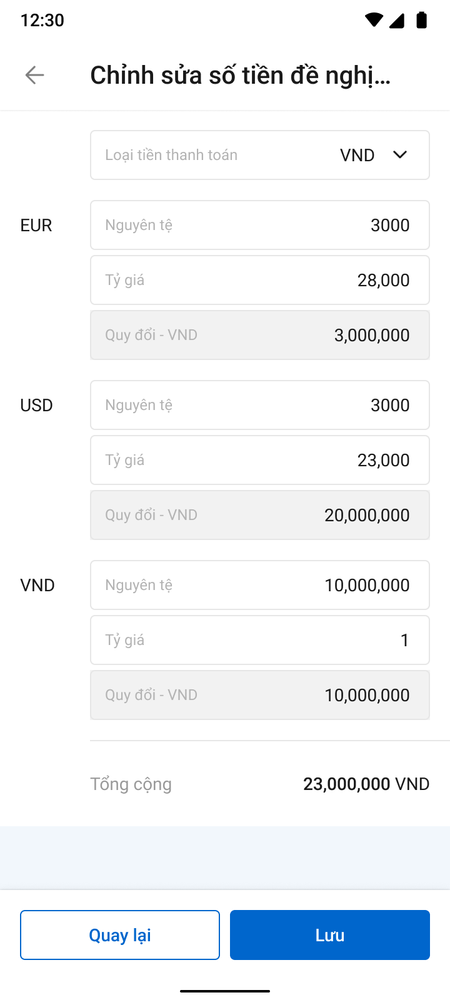 12:30
Chỉnh sửa số tiền đề nghị...
Loại tiền thanh toán VND
EUR Nguyên tệ 3000
Tỷ giá 28,000
Quy đổi - VND 3,000,000
USD Nguyên tệ 3000
Tỷ giá 23,000
Quy đổi - VND 20,000,000
VND Nguyên tệ 10,000,000
Tỷ giá 1
Quy đổi - VND 10,000,000
Tổng cộng 23,000,000 VND
Quay lại Lưu